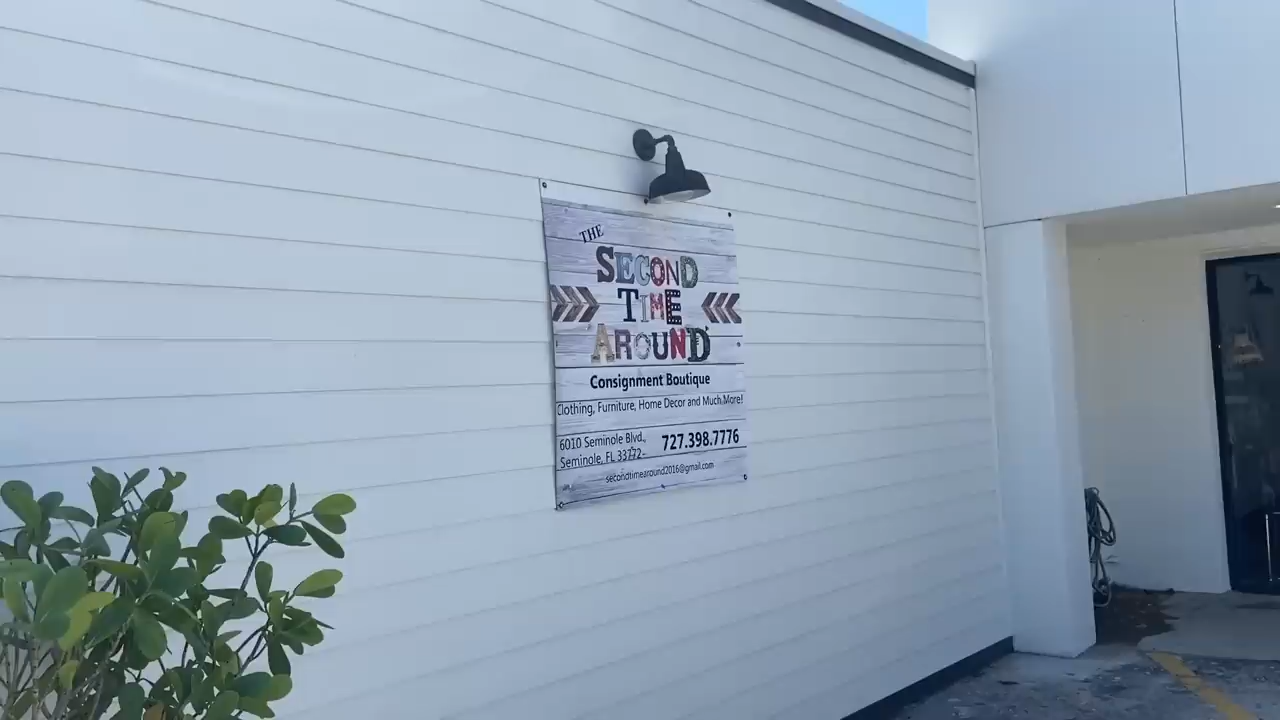 THE
SECOND
TIME
AROUND
Consignment Boutique
Clothing, Furniture, Home Decor and Much More!
6010 Seminole Blvd.,
Seminole, FL 33772
727.398.7776
secondtimearound2016@gmail.com